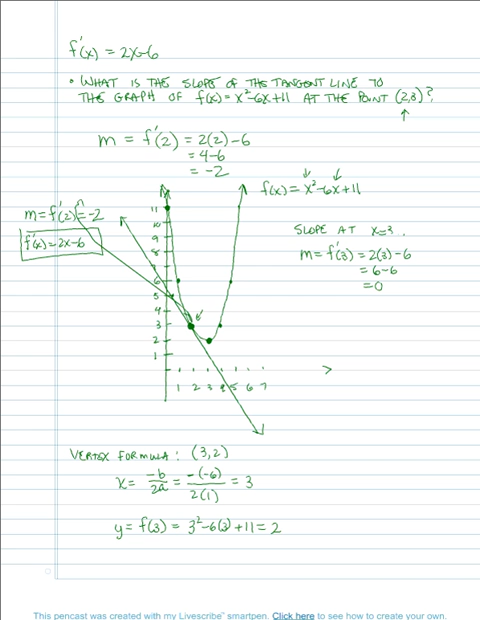 f'(x) = 2x-6
• WHAT IS THE SLOPE OF THE TANGENT LINE TO
THE GRAPH OF f(x) = x²-6x+11 AT THE POINT (2,3)?
m = f'(2) = 2(2)-6
= 4-6
= -2
f(x) = x²-6x+11
m = f'(2) = -2
f'(x) = 2x-6
SLOPE AT x=3.
m = f'(3) = 2(3)-6
= 6-6
= 0
11
10
9
8
7
6
5
4
3
2
1
1 2 3 4 5 6 7
VERTEX FORMULA: (3,2)
x = -b/2a = -(-6)/2(1) = 3
y = f(3) = 3²-6(3)+11 = 2
This pencast was created with my Livescribe™ smartpen. Click here to see how to create your own.